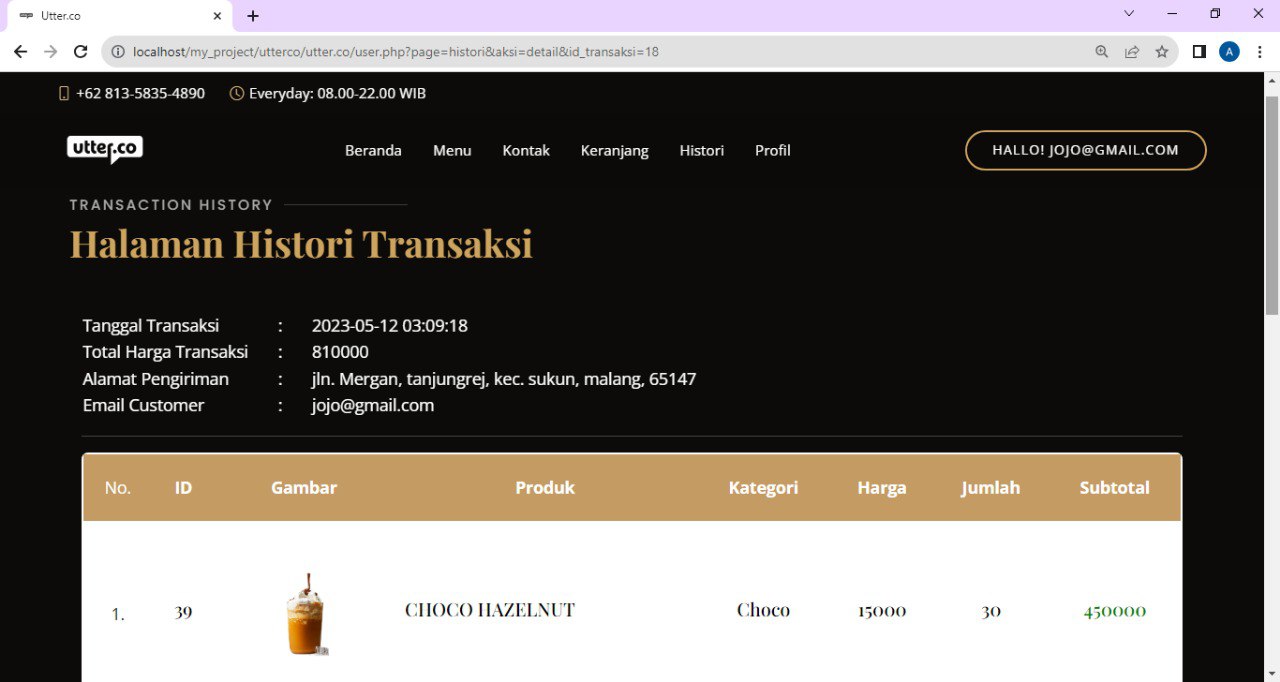 Utter.co
localhost/my_project/utterco/utter.co/user.php?page=histori&aksi=detail&id_transaksi=18
A
+62 813-5835-4890 Everyday: 08.00-22.00 WIB
utter.co
Beranda Menu Kontak Keranjang Histori Profil
HALLO! JOJO@GMAIL.COM
TRANSACTION HISTORY
Halaman Histori Transaksi
Tanggal Transaksi : 2023-05-12 03:09:18
Total Harga Transaksi : 810000
Alamat Pengiriman : jln. Mergan, tanjungrej, kec. sukun, malang, 65147
Email Customer : jojo@gmail.com
No. ID Gambar Produk Kategori Harga Jumlah Subtotal
1. 39 CHOCO HAZELNUT Choco 15000 30 450000